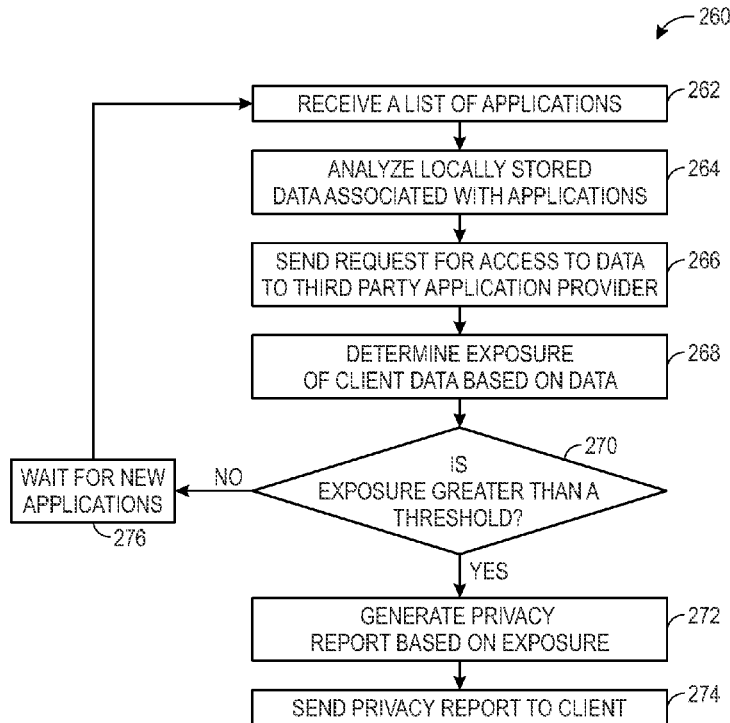 260
RECEIVE A LIST OF APPLICATIONS
262
ANALYZE LOCALLY STORED
DATA ASSOCIATED WITH APPLICATIONS
264
SEND REQUEST FOR ACCESS TO DATA
TO THIRD PARTY APPLICATION PROVIDER
266
DETERMINE EXPOSURE
OF CLIENT DATA BASED ON DATA
268
IS
EXPOSURE GREATER THAN A
THRESHOLD?
270
NO
WAIT FOR NEW
APPLICATIONS
276
YES
GENERATE PRIVACY
REPORT BASED ON EXPOSURE
272
SEND PRIVACY REPORT TO CLIENT
274